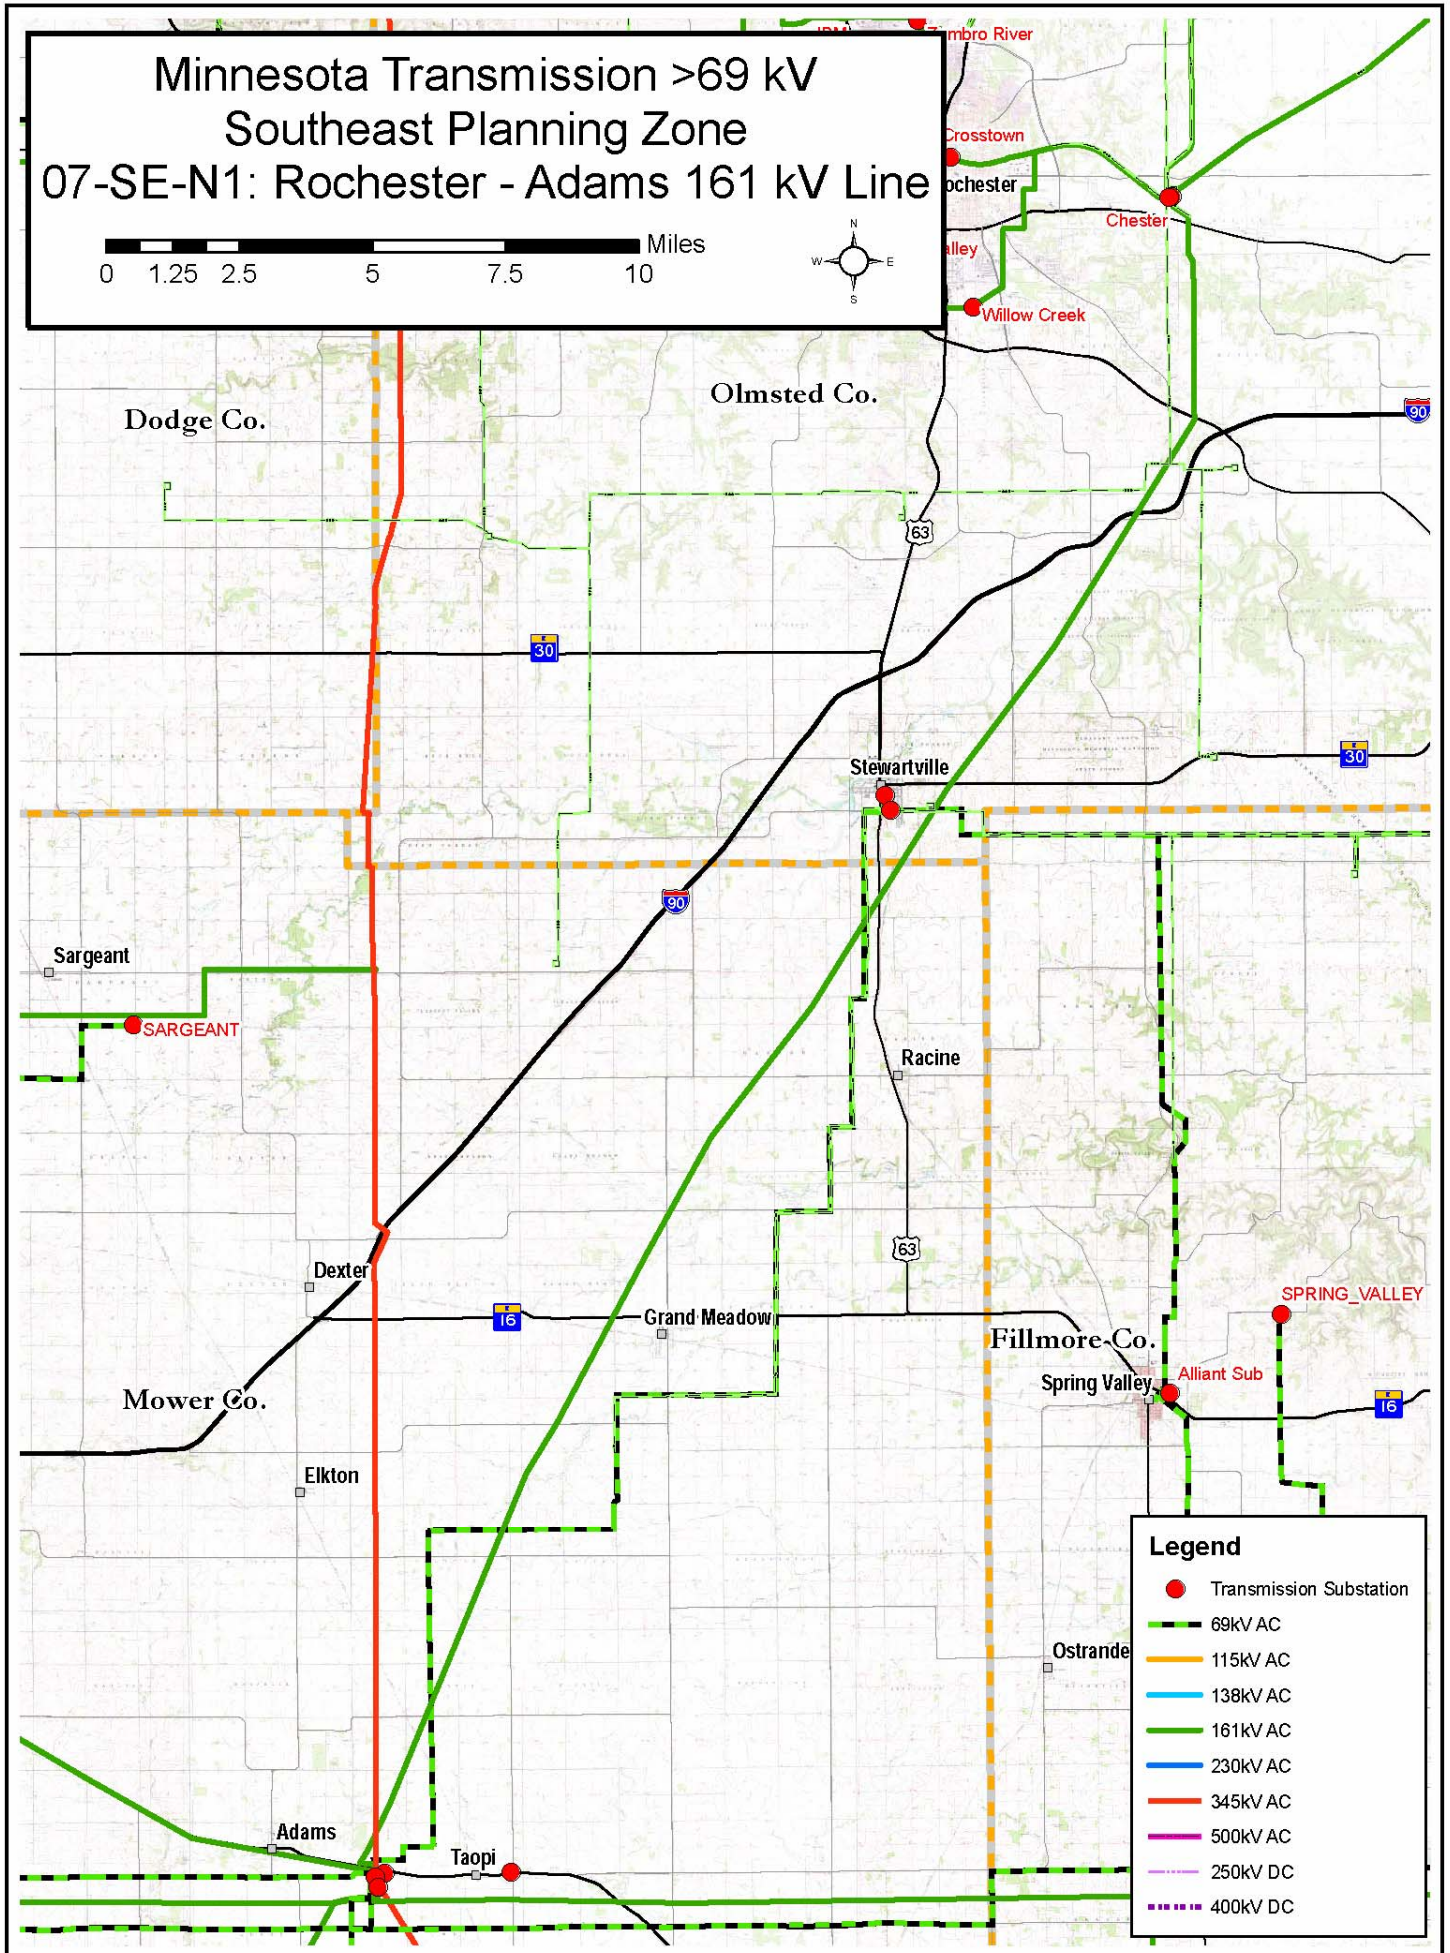 Zumbro River
Minnesota Transmission >69 kV
Southeast Planning Zone
07-SE-N1: Rochester - Adams 161 kV Line
Miles
0 1.25 2.5 5 7.5 10
N
W E
S
Crosstown
ochester
Chester
alley
Willow Creek
Olmsted Co.
Dodge Co.
90
63
30
Stewartville
30
90
Sargeant
SARGEANT
Racine
63
Dexter
16
Grand Meadow
SPRING_VALLEY
Fillmore Co.
Alliant Sub
Spring Valley
Mower Co.
16
Elkton
Ostrande
Adams
Taopi
Legend
Transmission Substation
69kV AC
115kV AC
138kV AC
161kV AC
230kV AC
345kV AC
500kV AC
250kV DC
400kV DC